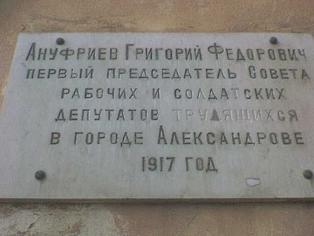 Ануфриев Григорий Федорович
первый председатель Совета
рабочих и солдатских
депутатов трудящихся
в городе Александрове
1917 год